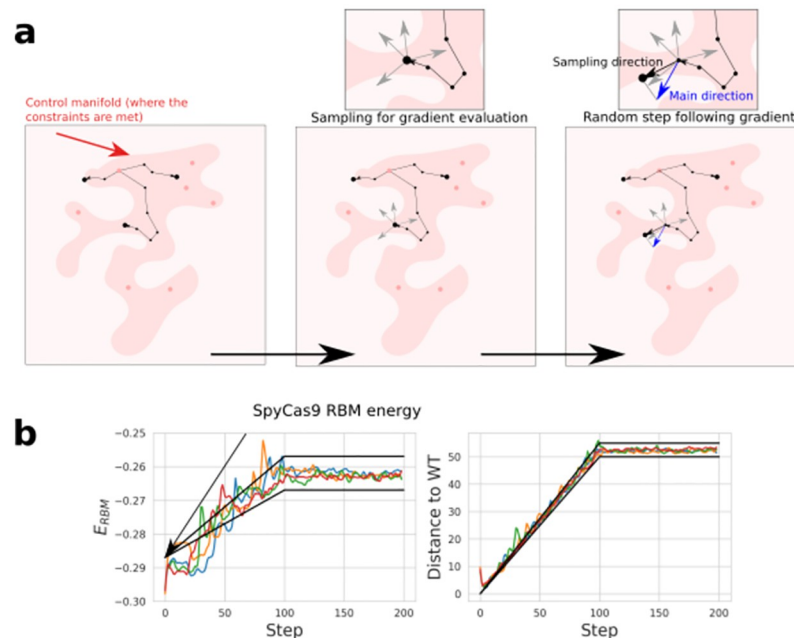 a
Control manifold (where the
constraints are met)
Sampling for gradient evaluation
Sampling direction
Main direction
Random step following gradient
b
SpyCas9 RBM energy
E_RBM
−0.25
−0.26
−0.27
−0.28
−0.29
−0.30
0
50
100
150
200
Step
Distance to WT
50
40
30
20
10
0
0
50
100
150
200
Step